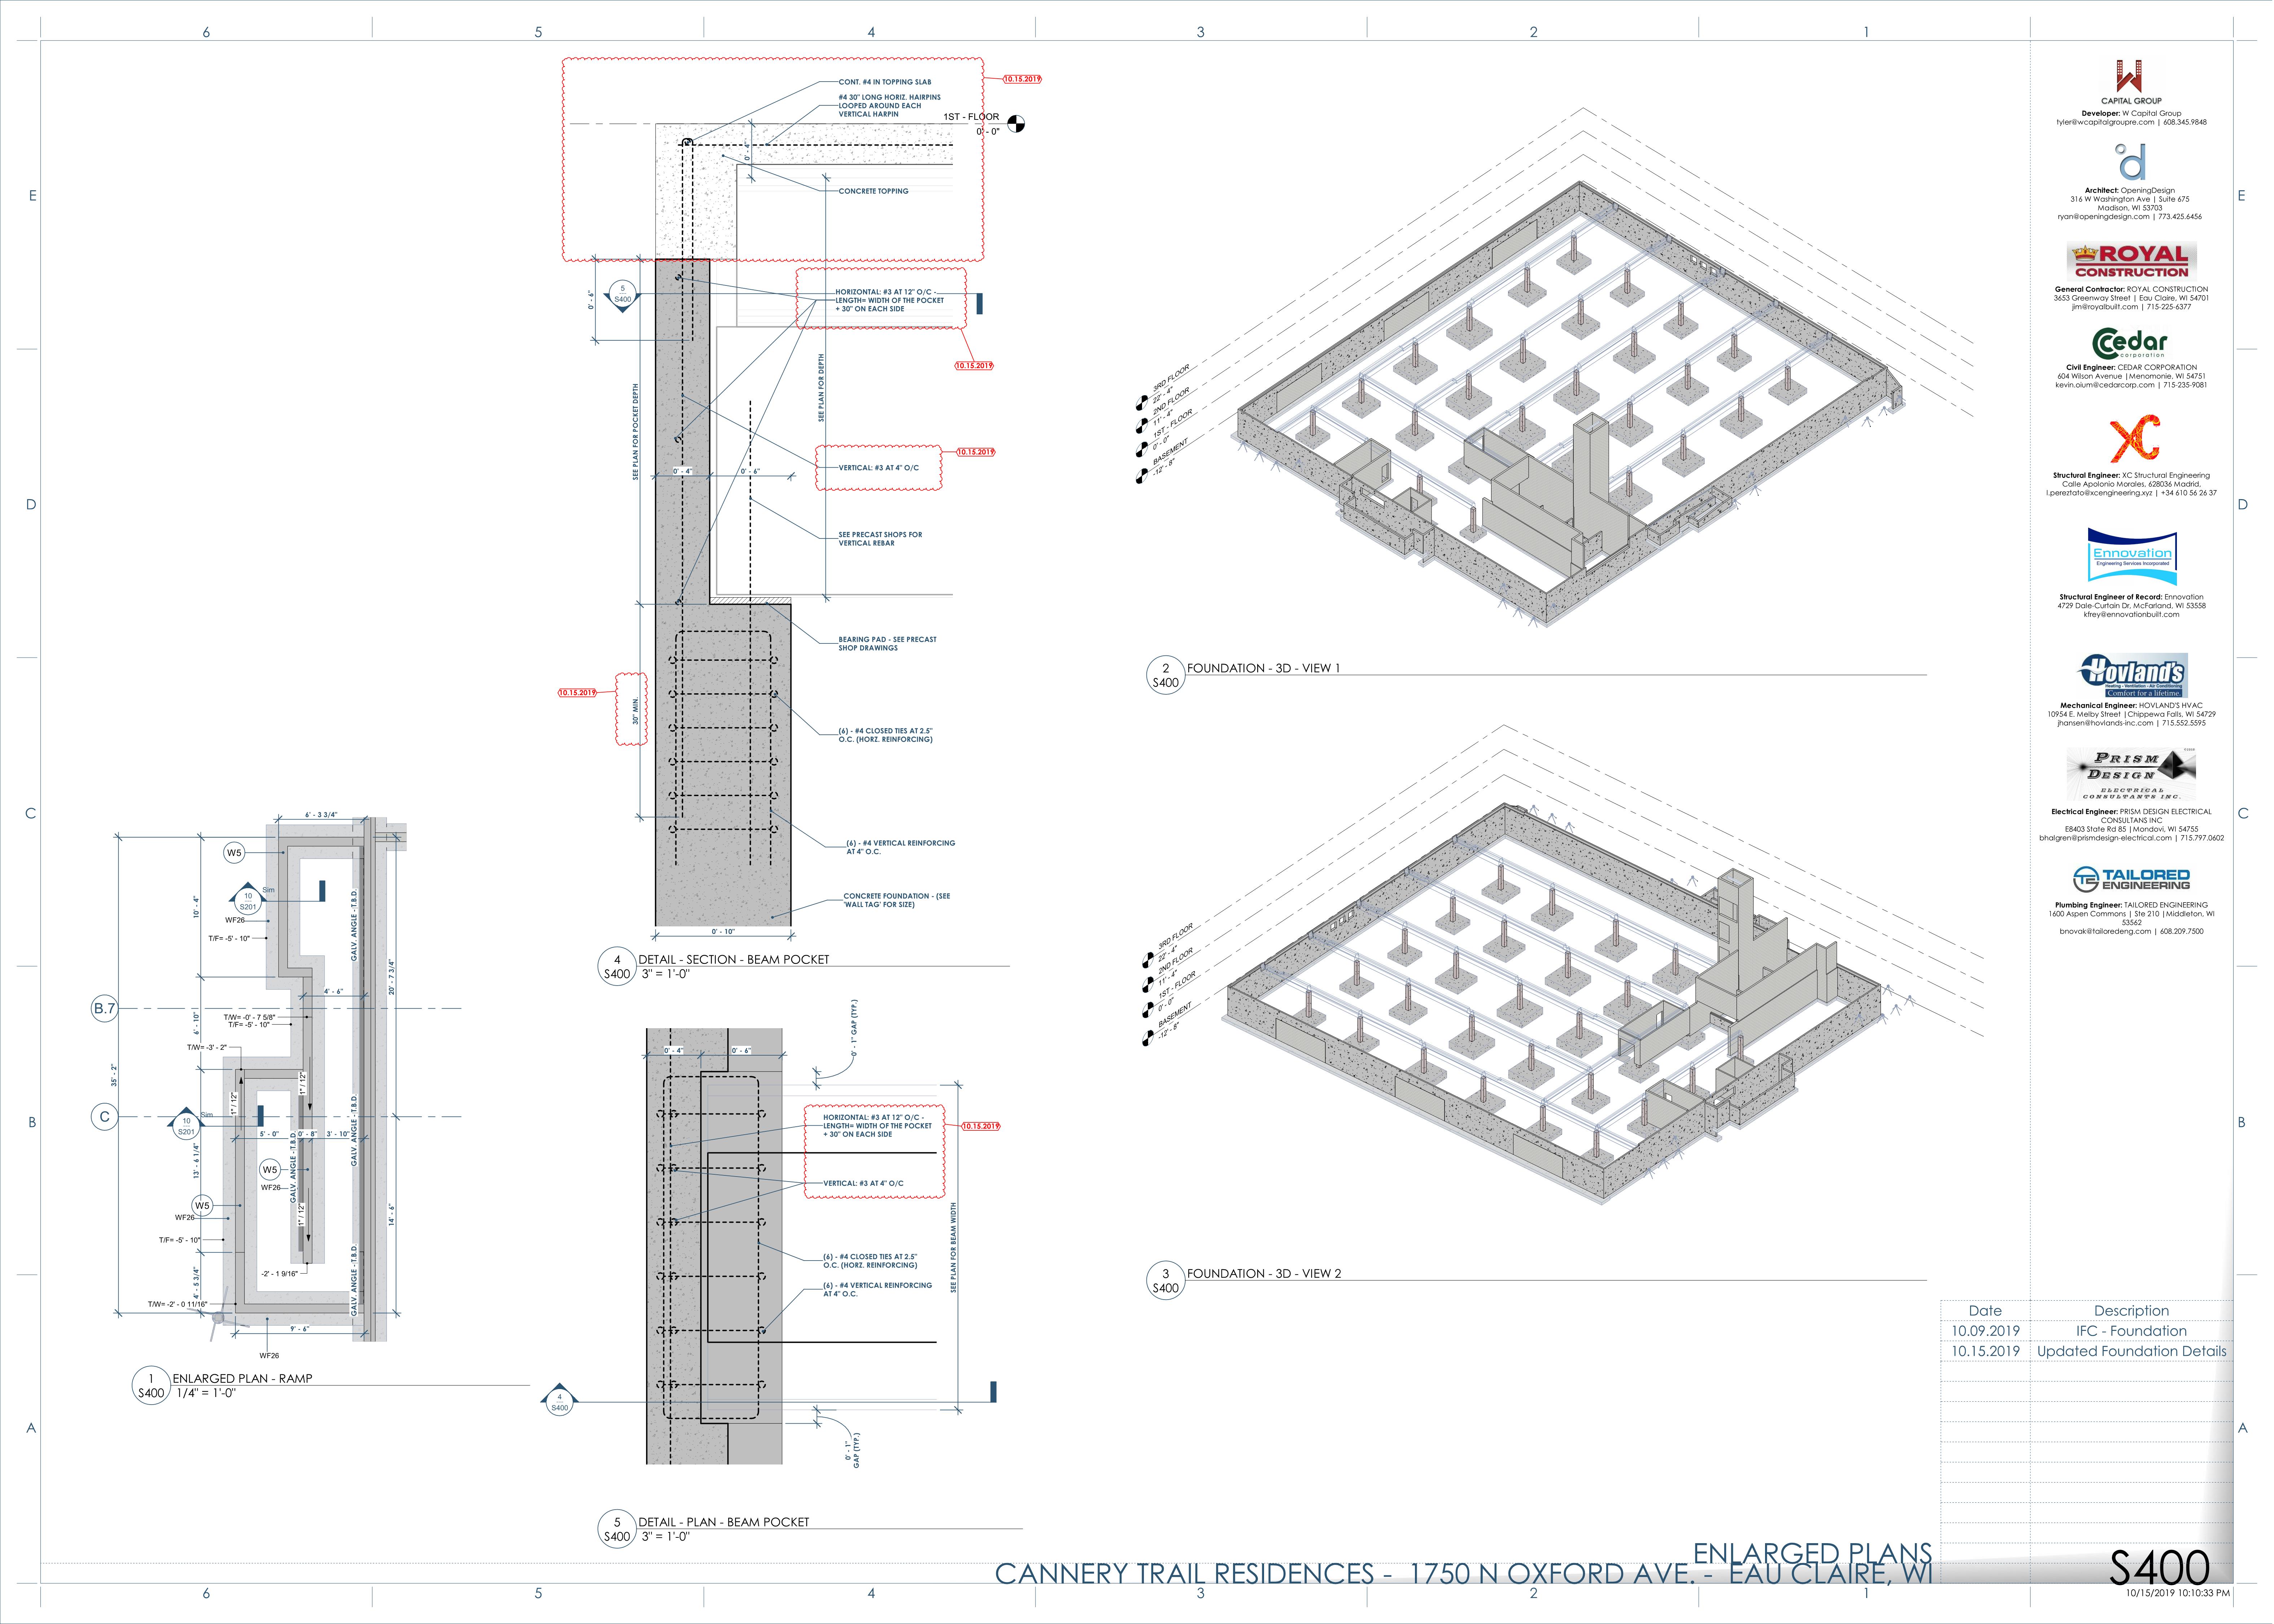 6
5
4
3
2
1
E
D
C
B
A
CONT. #4 IN TOPPING SLAB
#4 30" LONG HORIZ. HAIRPINS
LOOPED AROUND EACH
VERTICAL HARPIN
10.15.2019
1ST - FLOOR
0' - 0"
CONCRETE TOPPING
5
S400
0' - 6"
HORIZONTAL: #3 AT 12" O/C -
LENGTH= WIDTH OF THE POCKET
+ 30" ON EACH SIDE
10.15.2019
SEE PLAN FOR POCKET DEPTH
SEE PLAN FOR DEPTH
VERTICAL: #3 AT 4" O/C
10.15.2019
0' - 4"
0' - 6"
SEE PRECAST SHOPS FOR
VERTICAL REBAR
BEARING PAD - SEE PRECAST
SHOP DRAWINGS
10.15.2019
30" MIN.
(6) - #4 CLOSED TIES AT 2.5"
O.C. (HORZ. REINFORCING)
(6) - #4 VERTICAL REINFORCING
AT 4" O.C.
CONCRETE FOUNDATION - (SEE
'WALL TAG' FOR SIZE)
0' - 10"
4
S400
DETAIL - SECTION - BEAM POCKET
3" = 1'-0"
0' - 1" GAP (TYP.)
0' - 4"
0' - 6"
HORIZONTAL: #3 AT 12" O/C -
LENGTH= WIDTH OF THE POCKET
+ 30" ON EACH SIDE
10.15.2019
VERTICAL: #3 AT 4" O/C
SEE PLAN FOR BEAM WIDTH
(6) - #4 CLOSED TIES AT 2.5"
O.C. (HORZ. REINFORCING)
(6) - #4 VERTICAL REINFORCING
AT 4" O.C.
4
S400
0' - 1"
GAP (TYP.)
5
S400
DETAIL - PLAN - BEAM POCKET
3" = 1'-0"
6' - 3 3/4"
W5
10
S201
Sim
WF26
T/F= -5' - 10"
10' - 4"
GALV. ANGLE -T.B.D.
20' - 7 3/4"
4' - 6"
B.7
T/W= -0' - 7 5/8"
T/F= -5' - 10"
6' - 10"
T/W= -3' - 2"
35' - 2"
1" / 12"
1" / 12"
C
10
S201
Sim
5' - 0"
0' - 8"
3' - 10"
GALV. ANGLE -T.B.D.
GALV. ANGLE -T.B.D.
13' - 6 1/4"
W5
WF26
W5
WF26
1" / 12"
14' - 6"
T/F= -5' - 10"
-2' - 1 9/16"
4' - 5 3/4"
GALV. ANGLE -T.B.D.
T/W= -2' - 0 11/16"
9' - 6"
WF26
1
S400
ENLARGED PLAN - RAMP
1/4" = 1'-0"
3RD FLOOR
22' - 4"
2ND FLOOR
11' - 4"
1ST - FLOOR
0' - 0"
BASEMENT
-12' - 8"
2
S400
FOUNDATION - 3D - VIEW 1
3RD FLOOR
22' - 4"
2ND FLOOR
11' - 4"
1ST - FLOOR
0' - 0"
BASEMENT
-12' - 8"
3
S400
FOUNDATION - 3D - VIEW 2
CAPITAL GROUP
Developer: W Capital Group
tyler@wcapitalgroupre.com | 608.345.9848
Architect: OpeningDesign
316 W Washington Ave | Suite 675
Madison, WI 53703
ryan@openingdesign.com | 773.425.6456
ROYAL
CONSTRUCTION
General Contractor: ROYAL CONSTRUCTION
3653 Greenway Street | Eau Claire, WI 54701
jim@royalbuilt.com | 715-225-6377
Cedar
corporation
Civil Engineer: CEDAR CORPORATION
604 Wilson Avenue |Menomonie, WI 54751
kevin.oium@cedarcorp.com | 715-235-9081
XC
Structural Engineer: XC Structural Engineering
Calle Apolonio Morales, 628036 Madrid,
l.pereztato@xcengineering.xyz | +34 610 56 26 37
Ennovation
Engineering Services Incorporated
Structural Engineer of Record: Ennovation
4729 Dale-Curtain Dr, McFarland, WI 53558
kfrey@ennovationbuilt.com
Hovland's
Heating - Ventilation - Air Conditioning
Comfort for a lifetime.
Mechanical Engineer: HOVLAND'S HVAC
10954 E. Melby Street |Chippewa Falls, WI 54729
jhansen@hovlands-inc.com | 715.552.5595
PRISM
DESIGN
ELECTRICAL
CONSULTANTS INC.
Electrical Engineer: PRISM DESIGN ELECTRICAL
CONSULTANS INC
E8403 State Rd 85 |Mondovi, WI 54755
bhalgren@prismdesign-electrical.com | 715.797.0602
TAILORED
ENGINEERING
Plumbing Engineer: TAILORED ENGINEERING
1600 Aspen Commons | Ste 210 |Middleton, WI
53562
bnovak@tailoredeng.com | 608.209.7500
Date Description
10.09.2019 IFC - Foundation
10.15.2019 Updated Foundation Details
ENLARGED PLANS
CANNERY TRAIL RESIDENCES - 1750 N OXFORD AVE. - EAU CLAIRE, WI
S400
10/15/2019 10:10:33 PM
E
D
C
B
A
6
5
4
3
2
1